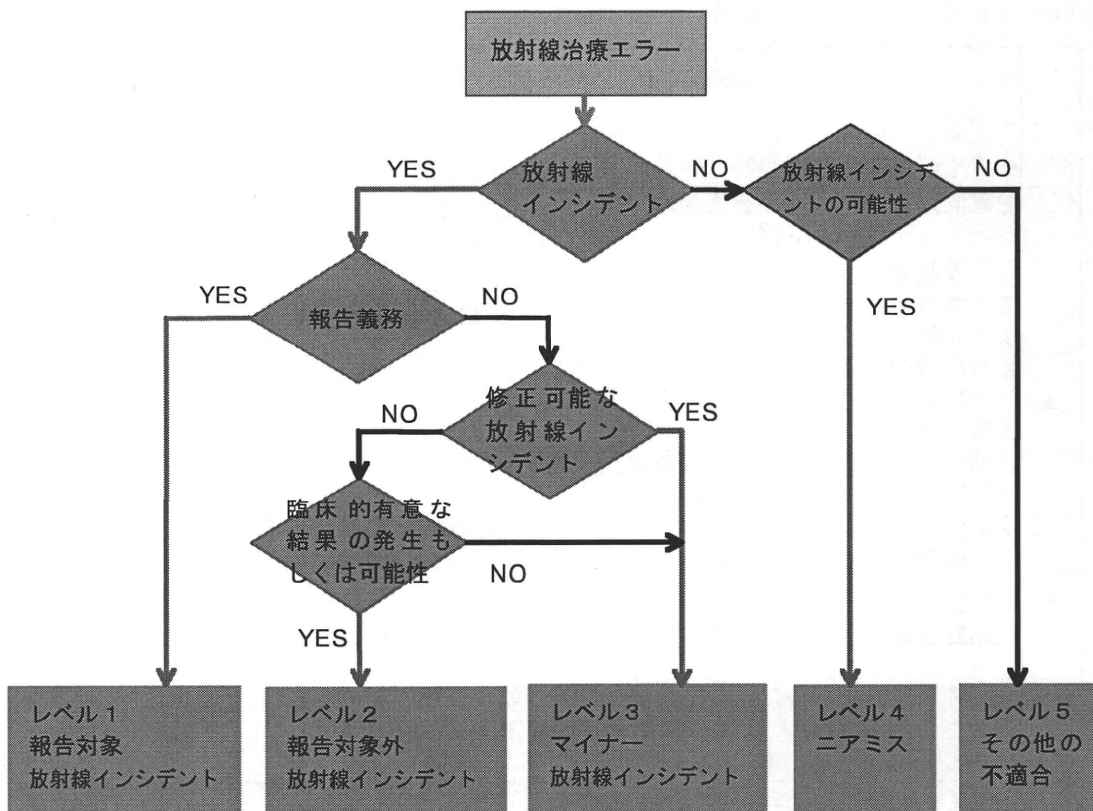 放射線治療エラー
放射線
インシデント
YES
NO
放射線インシデ
ントの可能性
NO
報告義務
YES
NO
YES
修正可能な
放射線イン
シデント
NO
YES
臨床的有意な
結果の発生も
しくは可能性
NO
YES
レベル1
報告対象
放射線インシデント
レベル2
報告対象外
放射線インシデント
レベル3
マイナー
放射線インシデント
レベル4
ニアミス
レベル5
その他の
不適合